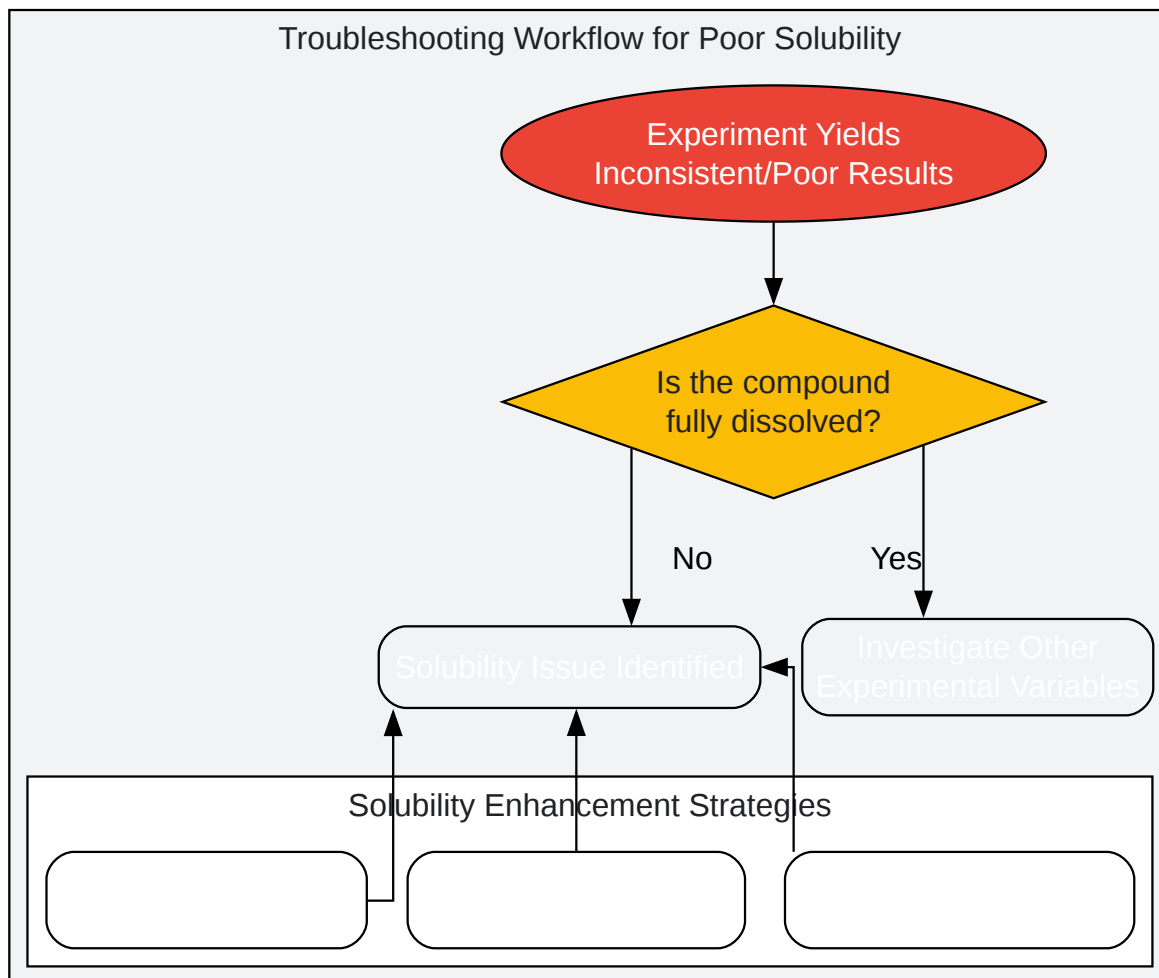 Troubleshooting Workflow for Poor Solubility
Experiment Yields
Inconsistent/Poor Results
Is the compound
fully dissolved?
No
Yes
Solubility Issue Identified
Investigate Other
Experimental Variables
Solubility Enhancement Strategies